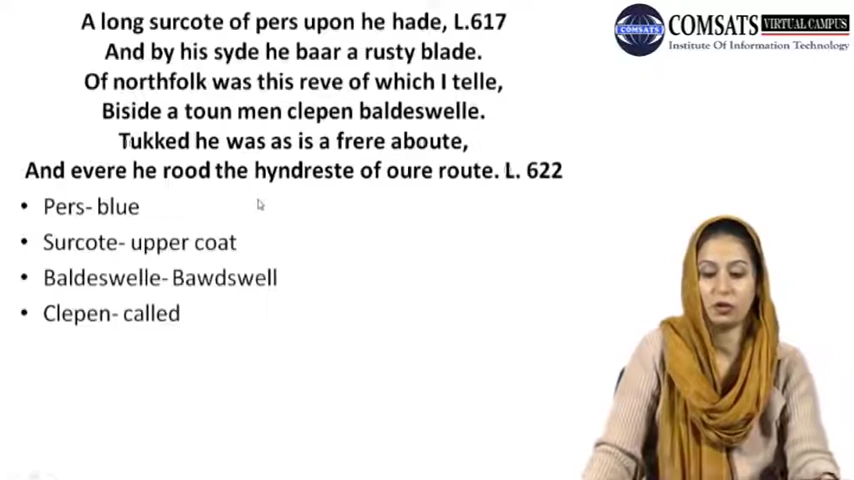 A long surcote of pers upon he hade, L.617
And by his syde he baar a rusty blade.
Of northfolk was this reve of which I telle,
Biside a toun men clepen baldeswelle.
Tukked he was as is a frere aboute,
And evere he rood the hyndreste of oure route. L. 622
• Pers- blue
• Surcote- upper coat
• Baldeswelle- Bawdswell
• Clepen- called
COMSATS
COMSATS VIRTUAL CAMPUS
Institute Of Information Technology